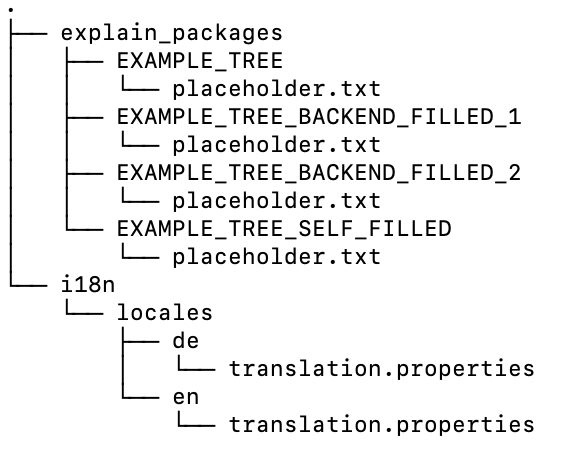 .
├── explain_packages
│   ├── EXAMPLE_TREE
│   │   └── placeholder.txt
│   ├── EXAMPLE_TREE_BACKEND_FILLED_1
│   │   └── placeholder.txt
│   ├── EXAMPLE_TREE_BACKEND_FILLED_2
│   │   └── placeholder.txt
│   └── EXAMPLE_TREE_SELF_FILLED
│       └── placeholder.txt
└── i18n
    └── locales
        ├── de
        │   └── translation.properties
        └── en
            └── translation.properties